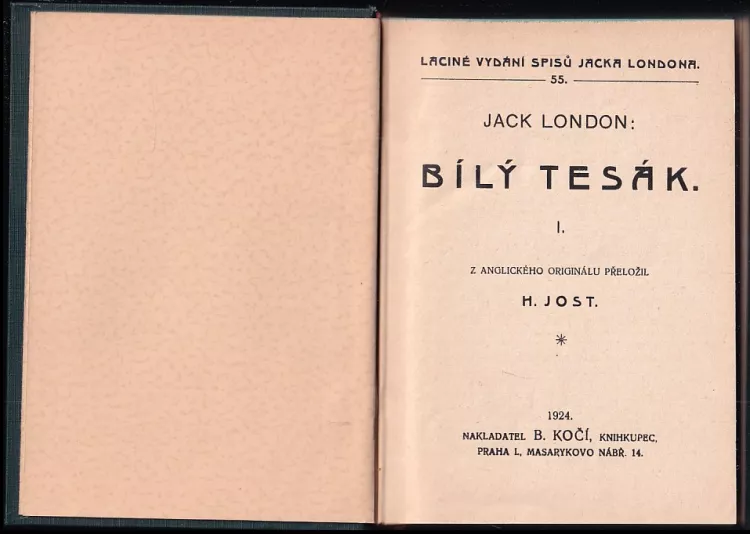 LACINÉ VYDÁNÍ SPISŮ JACKA LONDONA.
55.
JACK LONDON:
BÍLÝ TESÁK.
I.
Z ANGLICKÉHO ORIGINÁLU PŘELOŽIL
H. JOST.
1924.
NAKLADATEL B. KOČÍ, KNIHKUPEC,
PRAHA I., MASARYKOVO NÁBŘ. 14.